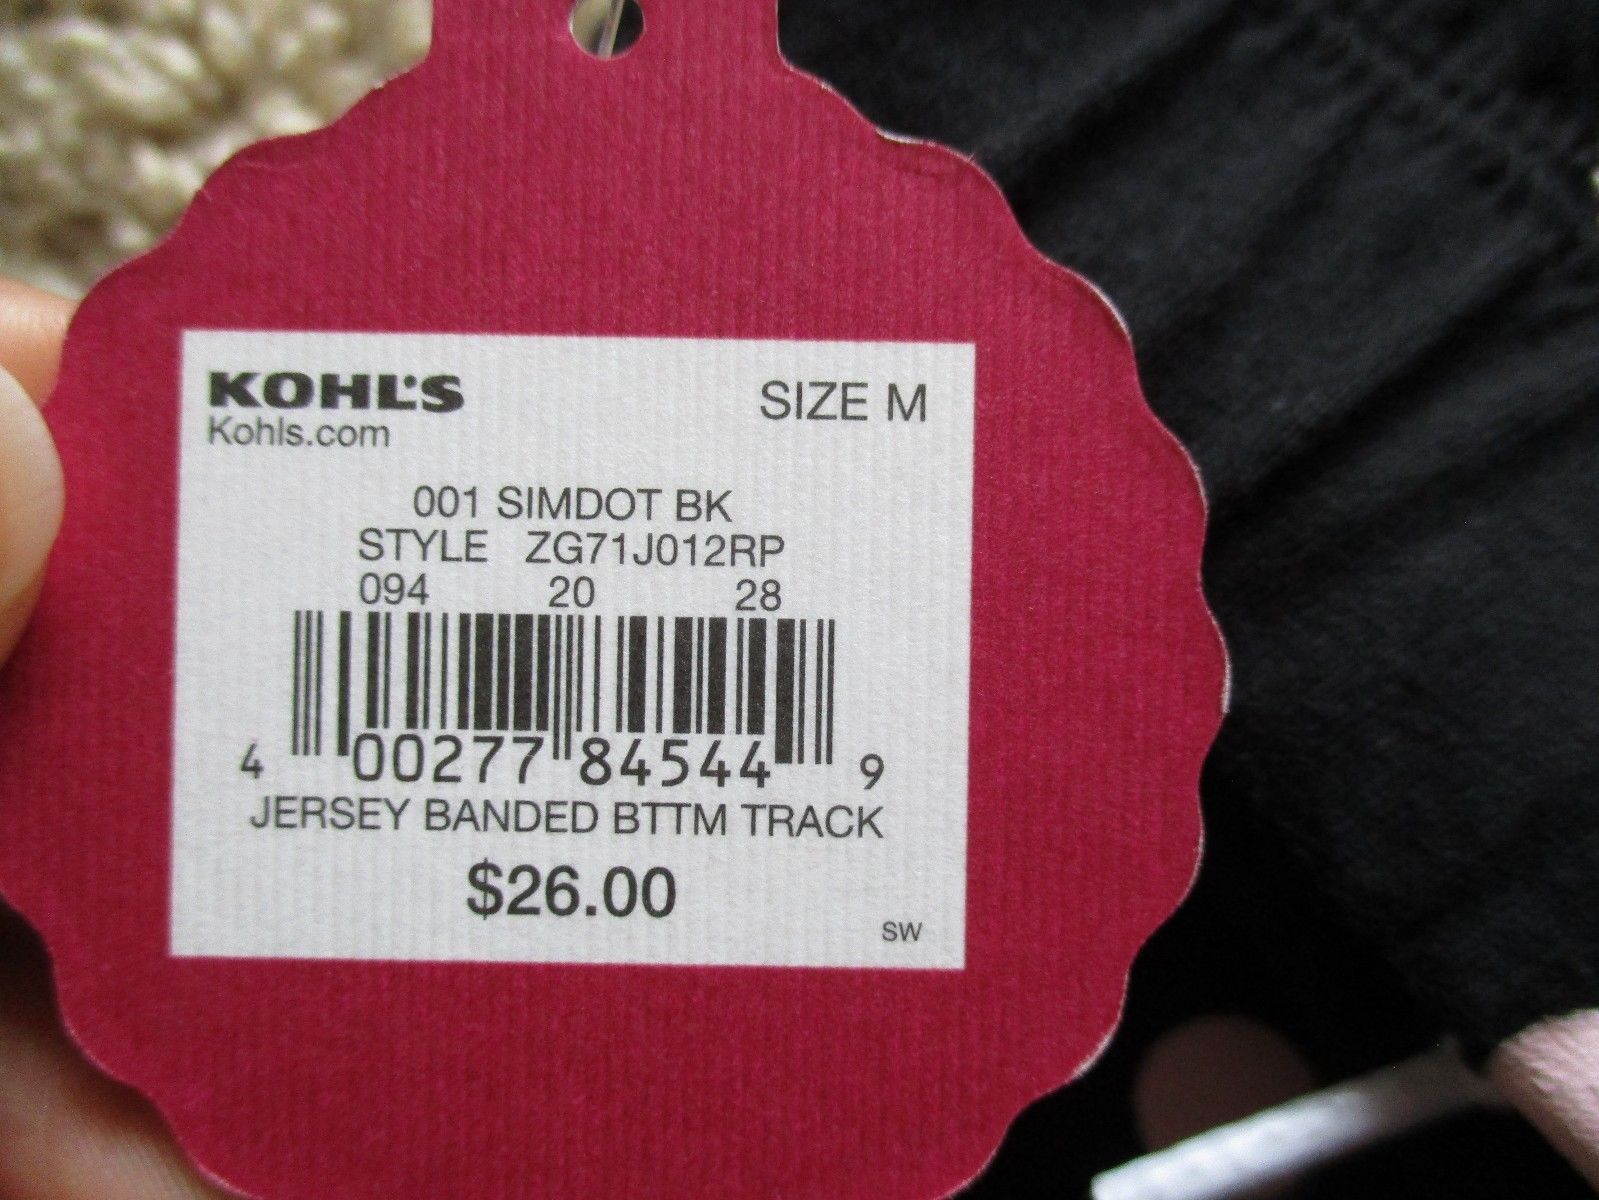 KOHL'S
SIZE M
Kohls.com
001 SIMDOT BK
STYLE ZG71J012RP
094 20 28
4 00277 84544 9
JERSEY BANDED BTTM TRACK
$26.00
SW